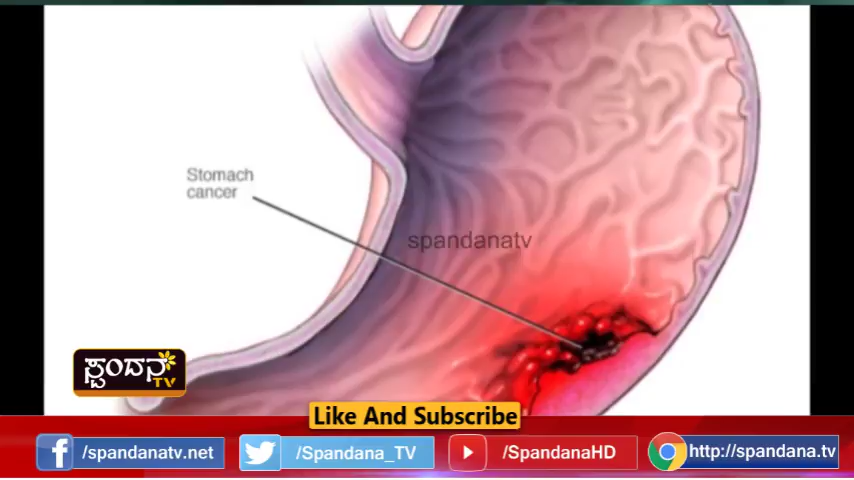 Stomach
cancer
spandanatv
ಸ್ಪಂದನ
TV
Like And Subscribe
/spandanatv.net
/Spandana_TV
/SpandanaHD
http://spandana.tv